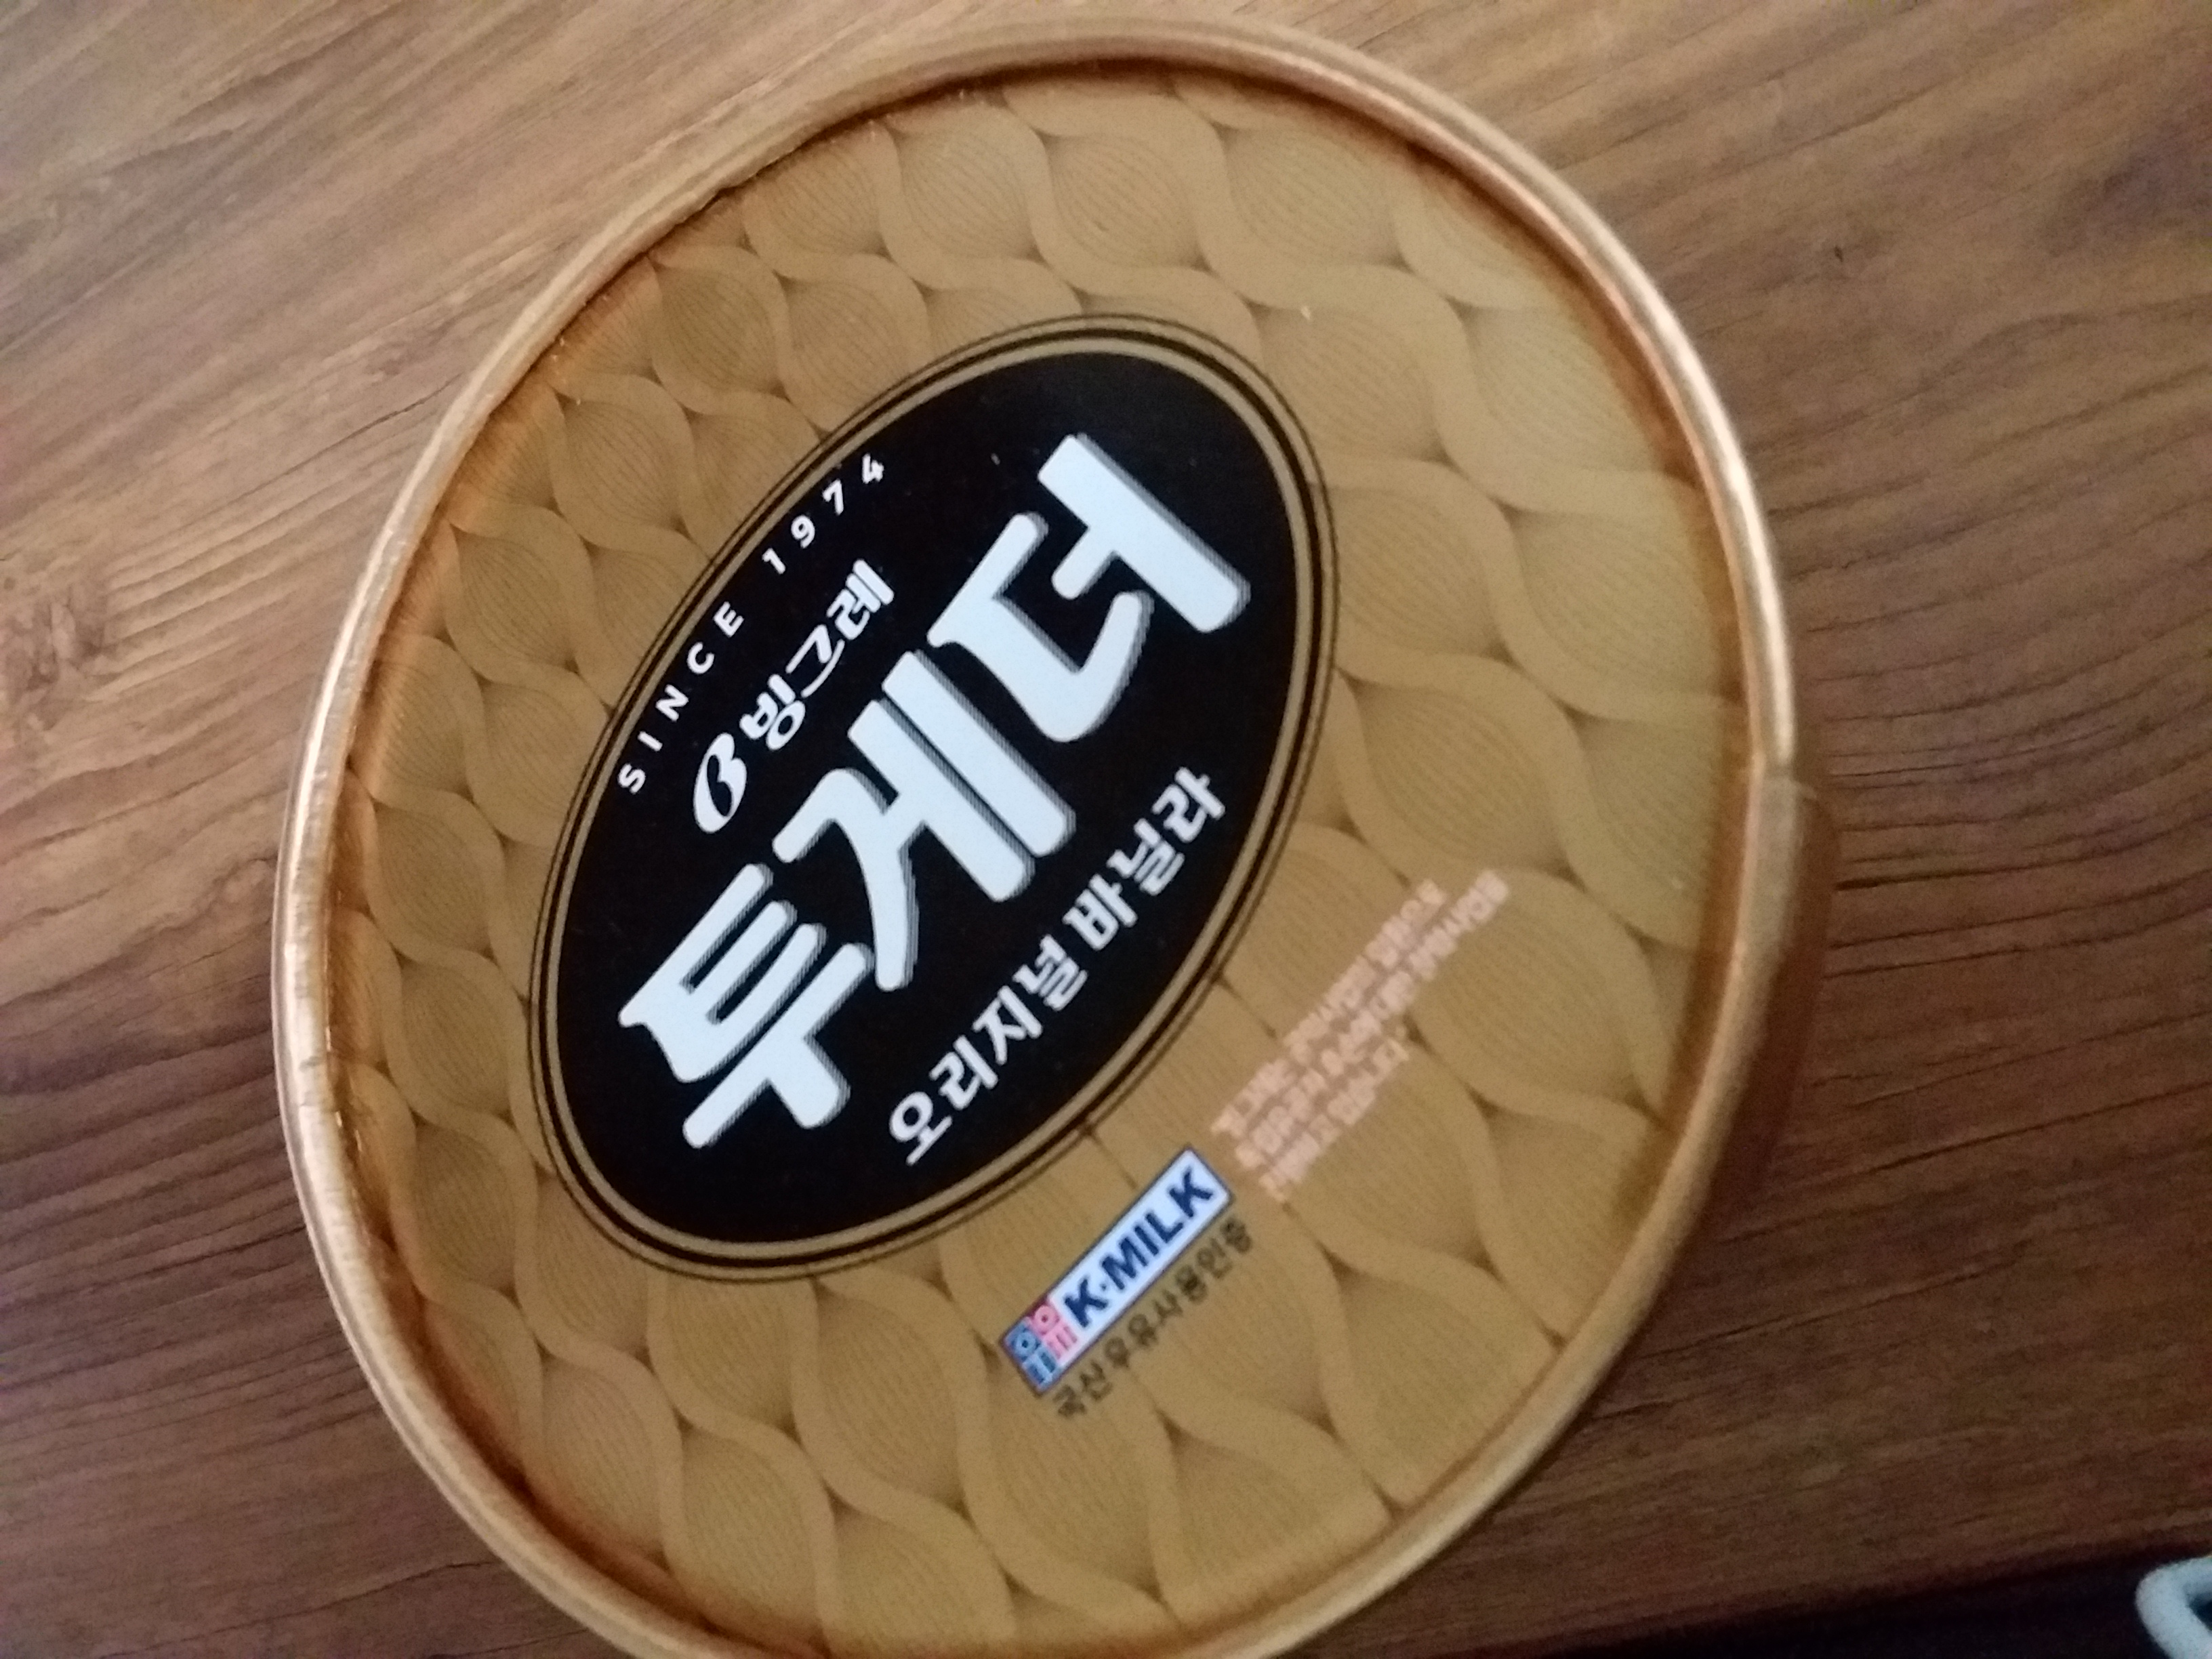 SINCE 1974
빙그레
투게더
오리지널 바닐라
우유
K·MILK
국산우유사용인증